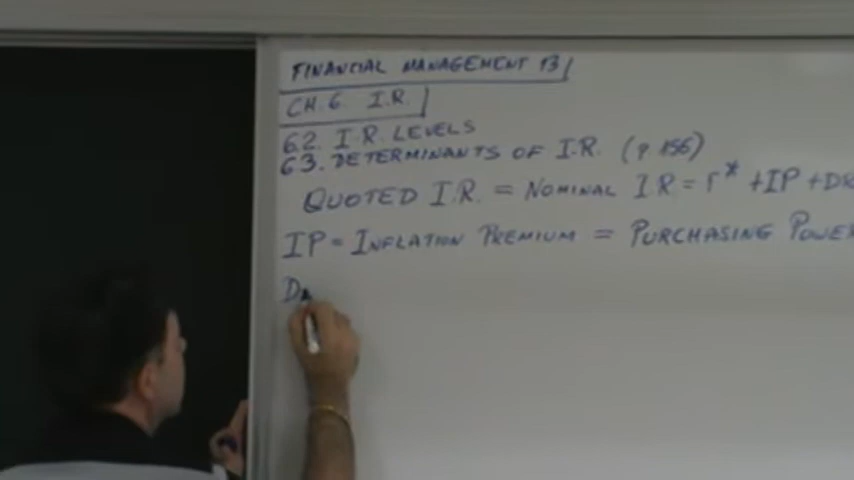 FINANCIAL MANAGEMENT 13
CH.6 I.R.
6.2. I.R. LEVELS
6.3. DETERMINANTS OF I.R. (P.156)
QUOTED I.R. = NOMINAL I.R. = r* + IP + DR
IP = INFLATION PREMIUM = PURCHASING POWER
D